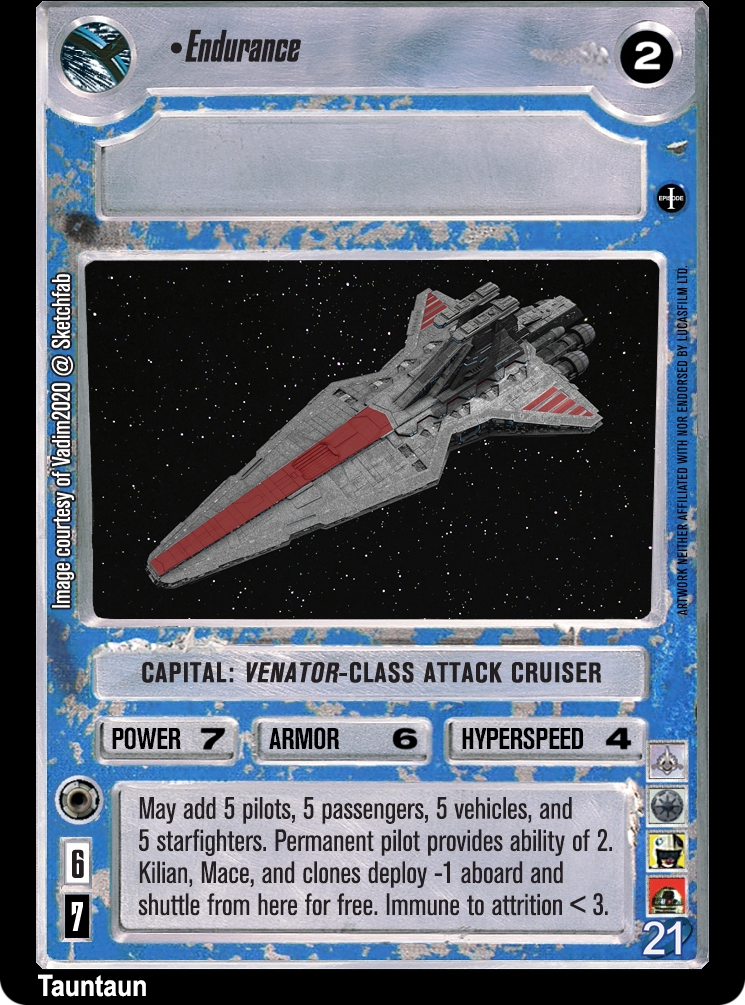 •Endurance
2
EPISODE
I
Image courtesy of Vadim2020 @ Sketchfab
ARTWORK NEITHER AFFILIATED WITH NOR ENDORSED BY LUCASFILM LTD.
CAPITAL: VENATOR-CLASS ATTACK CRUISER
POWER 7 ARMOR 6 HYPERSPEED 4
May add 5 pilots, 5 passengers, 5 vehicles, and
5 starfighters. Permanent pilot provides ability of 2.
Kilian, Mace, and clones deploy -1 aboard and
shuttle from here for free. Immune to attrition < 3.
6
7
21
Tauntaun